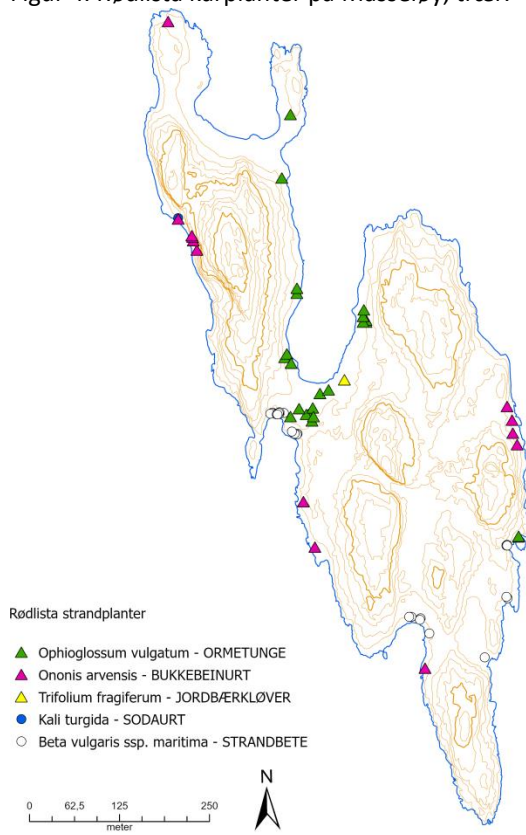 Rødlista strandplanter
Ophioglossum vulgatum - ORMETUNGE
Ononis arvensis - BUKKEBEINURT
Trifolium fragiferum - JORDBÆRKLØVER
Kali turgida - SODAURT
Beta vulgaris ssp. maritima - STRANDBETE
N
0 62,5 125 250
meter